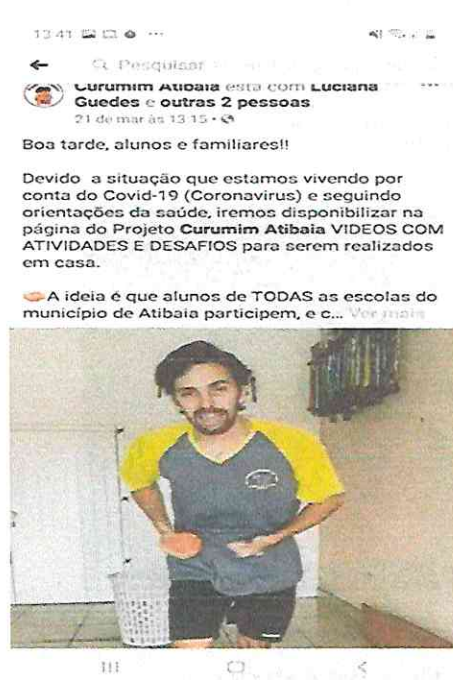 13:41
Pesquisar
Curumim Atibaia está com Luciana
Guedes e outras 2 pessoas
21 de mar às 13:15
Boa tarde, alunos e familiares!!
Devido a situação que estamos vivendo por
conta do Covid-19 (Coronavirus) e seguindo
orientações da saúde, iremos disponibilizar na
página do Projeto Curumim Atibaia VIDEOS COM
ATIVIDADES E DESAFIOS para serem realizados
em casa.
A ideia é que alunos de TODAS as escolas do
município de Atibaia participem, e c... Ver mais